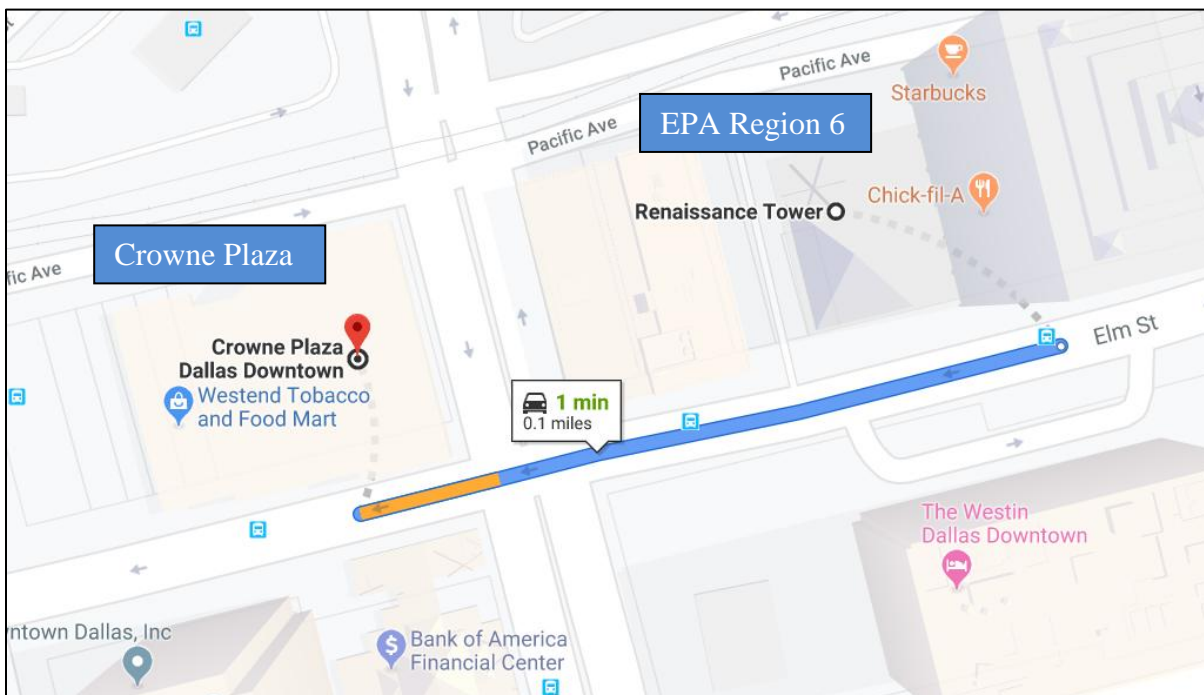 Pacific Ave
Starbucks
EPA Region 6
Pacific Ave
Chick-fil-A
Renaissance Tower
Crowne Plaza
fic Ave
Elm St
Crowne Plaza
Dallas Downtown
Westend Tobacco
and Food Mart
1 min
0.1 miles
The Westin
Dallas Downtown
ntown Dallas, Inc
Bank of America
Financial Center